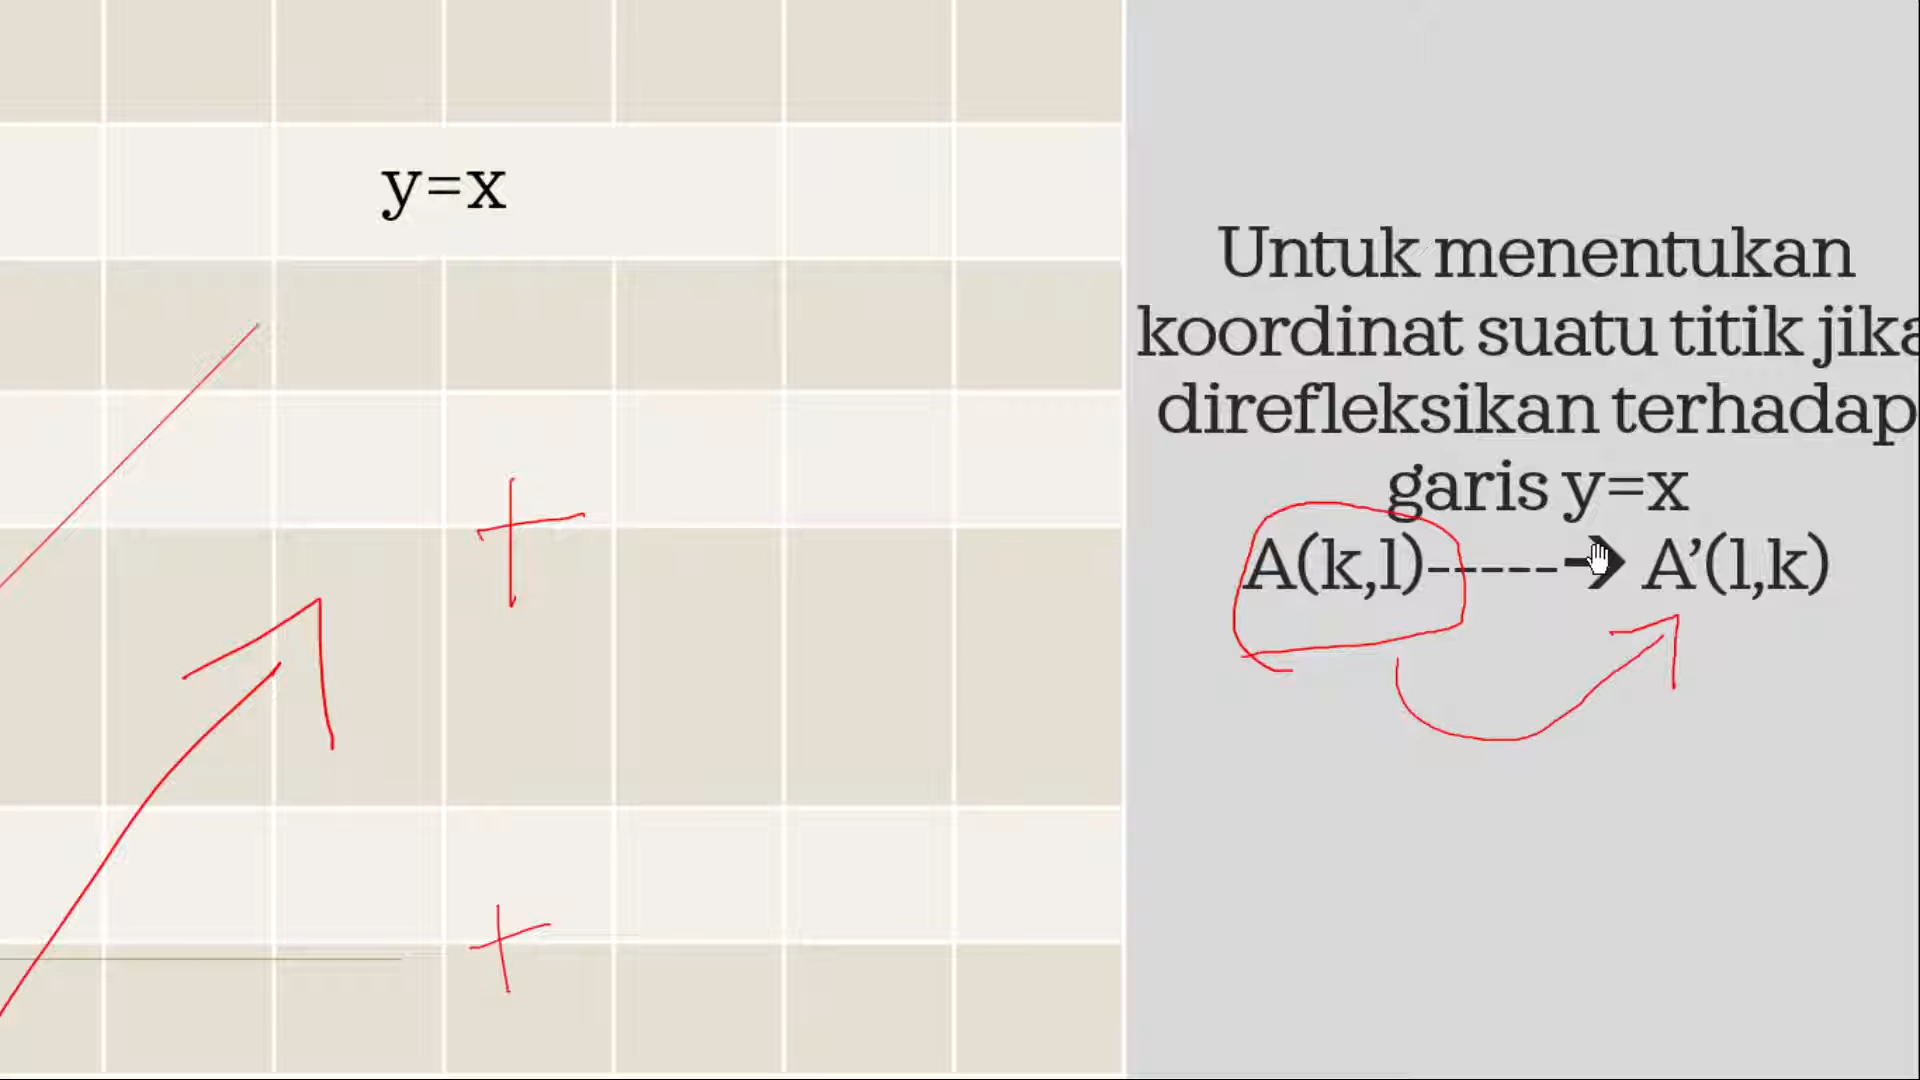 y=x
Untuk menentukan
koordinat suatu titik jika
direfleksikan terhadap
garis y=x
A(k,l)-----➔ A’(l,k)
+
+